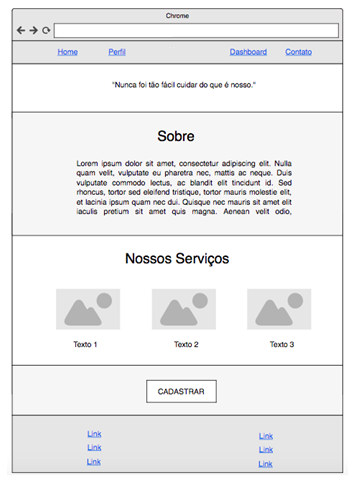 Chrome
Home Perfil Dashboard Contato
"Nunca foi tão fácil cuidar do que é nosso."
Sobre
Lorem ipsum dolor sit amet, consectetur adipiscing elit. Nulla
quam velit, vulputate eu pharetra nec, mattis ac neque. Duis
vulputate commodo lectus, ac blandit elit tincidunt id. Sed
rhoncus, tortor sed eleifend tristique, tortor mauris molestie elit,
et lacinia ipsum quam nec dui. Quisque nec mauris sit amet elit
iaculis pretium sit amet quis magna. Aenean velit odio,
Nossos Serviços
Texto 1 Texto 2 Texto 3
CADASTRAR
Link Link
Link Link
Link Link